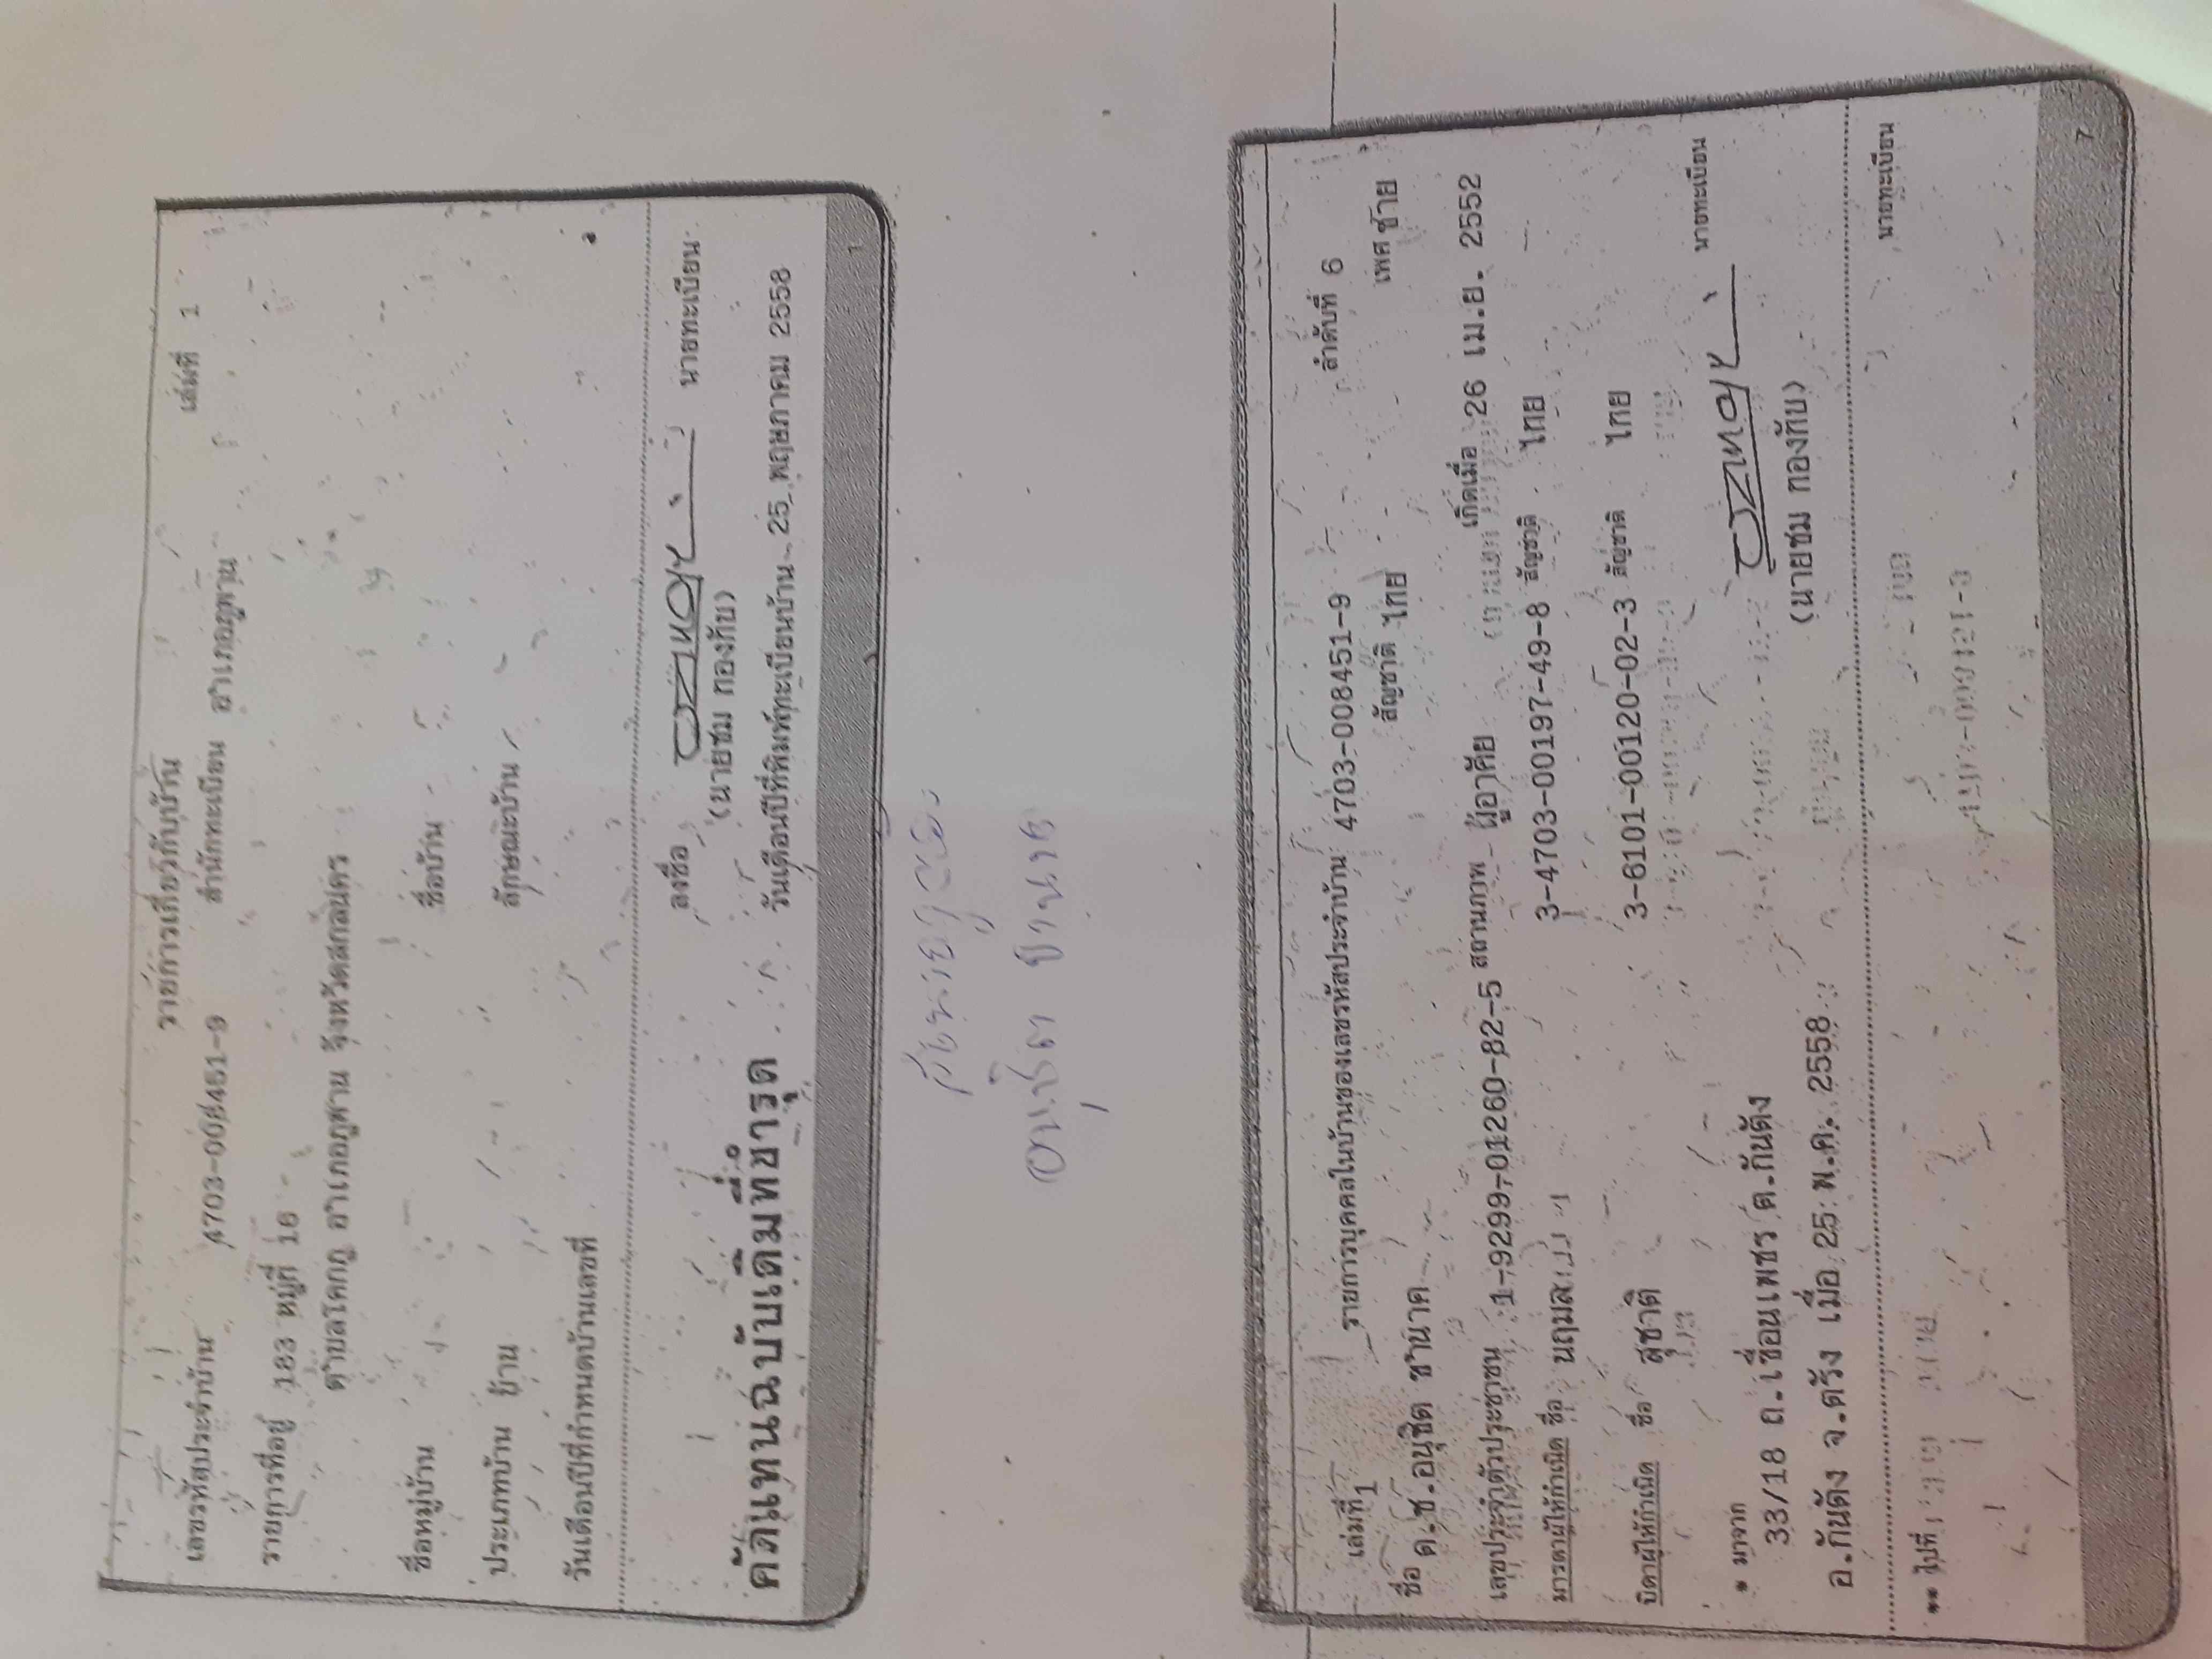 รายการเกี่ยวกับบ้าน เล่มที่ 1
เลขรหัสประจำบ้าน 4703-008451-9 สำนักทะเบียน อำเภอภูพาน
รายการที่อยู่ 183 หมู่ที่ 16
ตำบลโคกภู อำเภอภูพาน จังหวัดสกลนคร
ชื่อหมู่บ้าน ชื่อบ้าน
ประเภทบ้าน บ้าน ลักษณะบ้าน
วันเดือนปีที่กำหนดบ้านเลขที่
ลงชื่อ นายทะเบียน
(นายชม ทองทับ)
คัดแทนฉบับเดิมที่ชำรุด วันเดือนปีที่พิมพ์ทะเบียนบ้าน 25 พฤษภาคม 2558
1
สำเนาถูกต้อง
อนุชิต ชำนาค
เล่มที่ 1 รายการบุคคลในบ้านของเลขรหัสประจำบ้าน 4703-008451-9 ลำดับที่ 6
ชื่อ ด.ช.อนุชิต ชำนาค สัญชาติ ไทย เพศ ชาย
เลขประจำตัวประชาชน 1-9299-01260-82-5 สถานภาพ ผู้อาศัย เกิดเมื่อ 26 เม.ย. 2552
มารดาผู้ให้กำเนิด ชื่อ นฤมล 3-4703-00197-49-8 สัญชาติ ไทย
บิดาผู้ให้กำเนิด ชื่อ สุชาติ 3-6101-00120-02-3 สัญชาติ ไทย
* มาจาก
33/18 ถ.เขื่อนเพชร ต.กันตัง นายทะเบียน
อ.กันตัง จ.ตรัง เมื่อ 25 พ.ค. 2558 (นายชม ทองทับ)
** ไปที่ นายทะเบียน
7